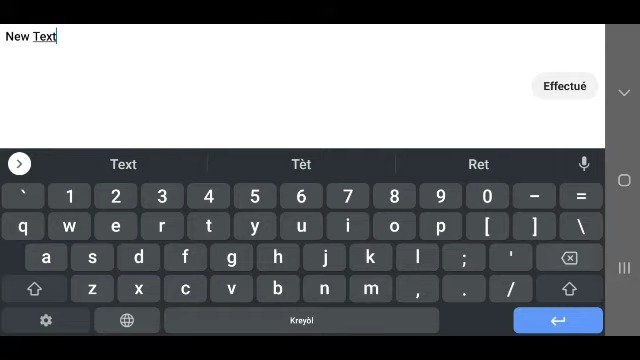 New Text
Effectué
Text Tèt Ret
` 1 2 3 4 5 6 7 8 9 0 - =
q w e r t y u i o p [ ] \
a s d f g h j k l ; '
z x c v b n m , . /
Kreyòl